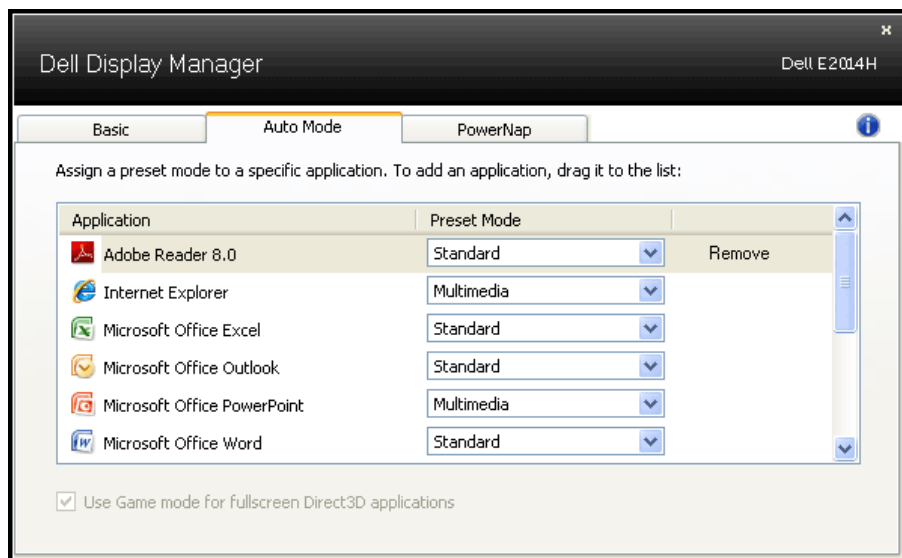 x
Dell Display Manager
Dell E2014H
Basic
Auto Mode
PowerNap
Assign a preset mode to a specific application. To add an application, drag it to the list:
Application Preset Mode
Adobe Reader 8.0 Standard Remove
Internet Explorer Multimedia
Microsoft Office Excel Standard
Microsoft Office Outlook Standard
Microsoft Office PowerPoint Multimedia
Microsoft Office Word Standard
Use Game mode for fullscreen Direct3D applications